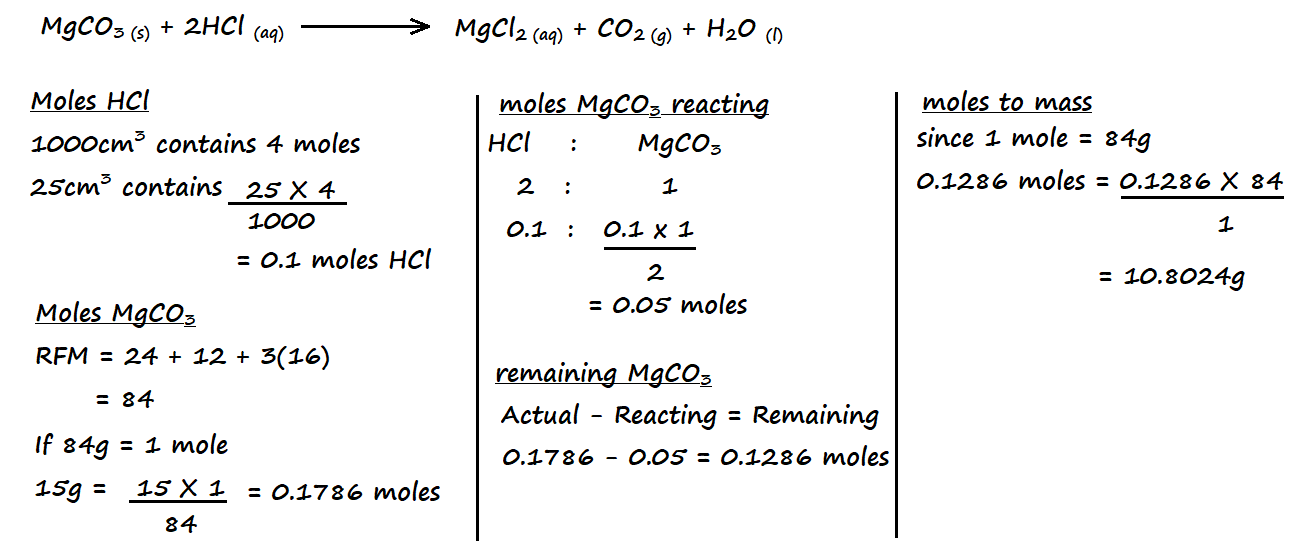 MgCO₃ (s) + 2HCl (aq) ⟶ MgCl₂ (aq) + CO₂ (g) + H₂O (l)
Moles HCl
1000cm³ contains 4 moles
25cm³ contains 25 X 4
1000
= 0.1 moles HCl
Moles MgCO₃
RFM = 24 + 12 + 3(16)
= 84
If 84g = 1 mole
15g = 15 X 1 = 0.1786 moles
84
moles MgCO₃ reacting
HCl : MgCO₃
2 : 1
0.1 : 0.1 x 1
2
= 0.05 moles
remaining MgCO₃
Actual - Reacting = Remaining
0.1786 - 0.05 = 0.1286 moles
moles to mass
since 1 mole = 84g
0.1286 moles = 0.1286 X 84
1
= 10.8024g